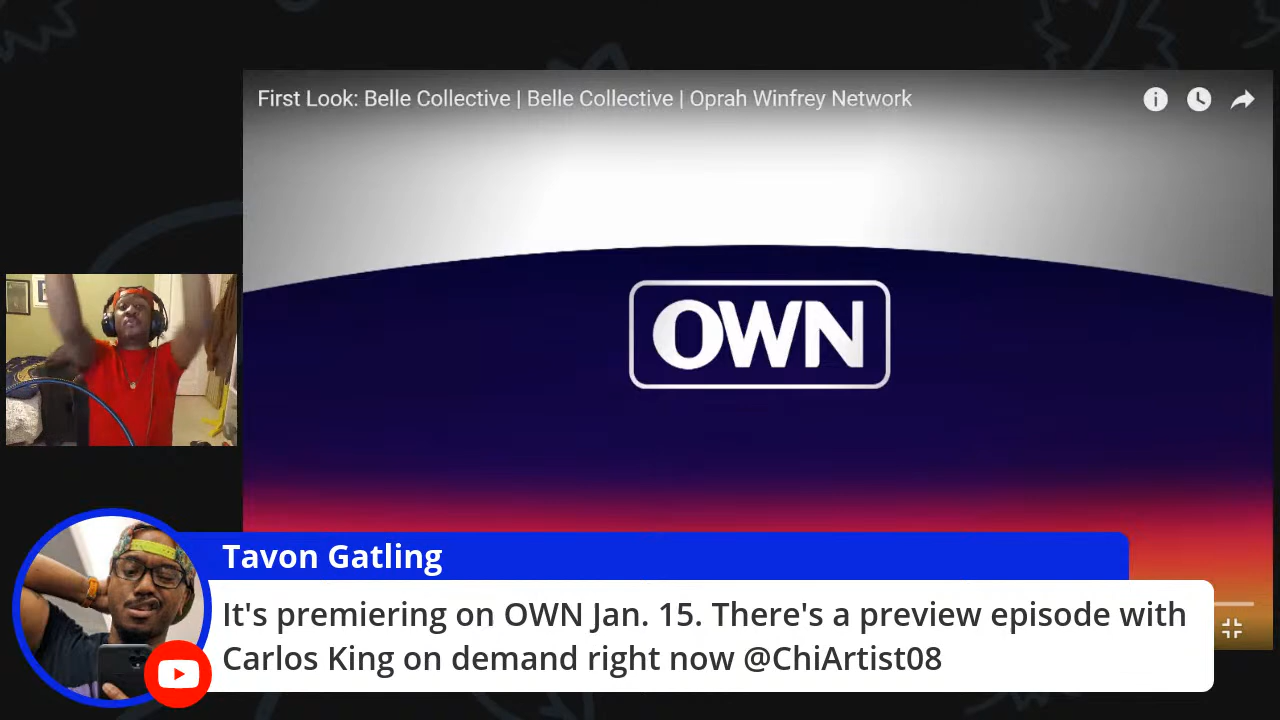 First Look: Belle Collective | Belle Collective | Oprah Winfrey Network
OWN
Tavon Gatling
It's premiering on OWN Jan. 15. There's a preview episode with
Carlos King on demand right now @ChiArtist08